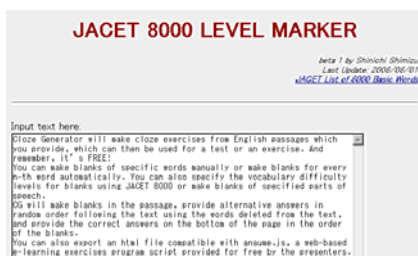 JACET 8000 LEVEL MARKER
beta 1 by Shinichi Shimizu
Last Update: 2006/06/01
JACET List of 8000 Basic Words
Input text here:
Cloze Generator will make cloze exercises from English passages which
you provide, which can then be used for a test or an exercise. And
remember, it's FREE!
You can make blanks of specific words manually or make blanks for every
n-th word automatically. You can also specify the vocabulary difficulty
levels for blanks using JACET 8000 or make blanks of specified parts of
speech.
CG will make blanks in the passage, provide alternative answers in
random order following the text using the words deleted from the text,
and provide the correct answers on the bottom of the page in the order
of the blanks.
You can also export an html file compatible with anaume.js, a web-based
e-learning exercises program script provided for free by the presenters.